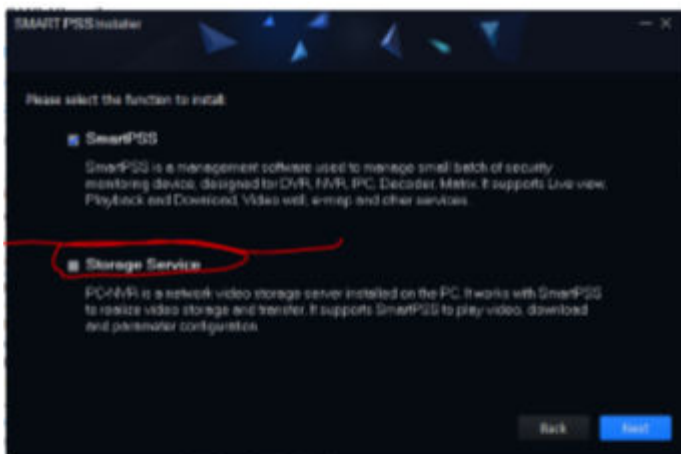 SMART PSS Installer
Please select the function to install:
SmartPSS
SmartPSS is a management software used to manage small batch of security
monitoring device, designed for DVR, NVR, IPC, Decoder, Matrix. It supports Live view,
Playback and Download, Video wall, e-map and other services.
Storage Service
PC-NVR is a network video storage server installed on the PC. It works with SmartPSS
to realize video storage and transfer. It supports SmartPSS to play video, download
and parameter configuration.
Back
Next